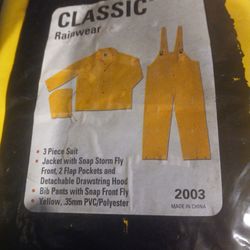 CLASSIC
Rainwear
• 3 Piece Suit
• Jacket with Snap Storm Fly
Front, 2 Flap Pockets and
Detachable Drawstring Hood
• Bib Pants with Snap Front Fly
• Yellow, .35mm PVC/Polyester
2003
MADE IN CHINA